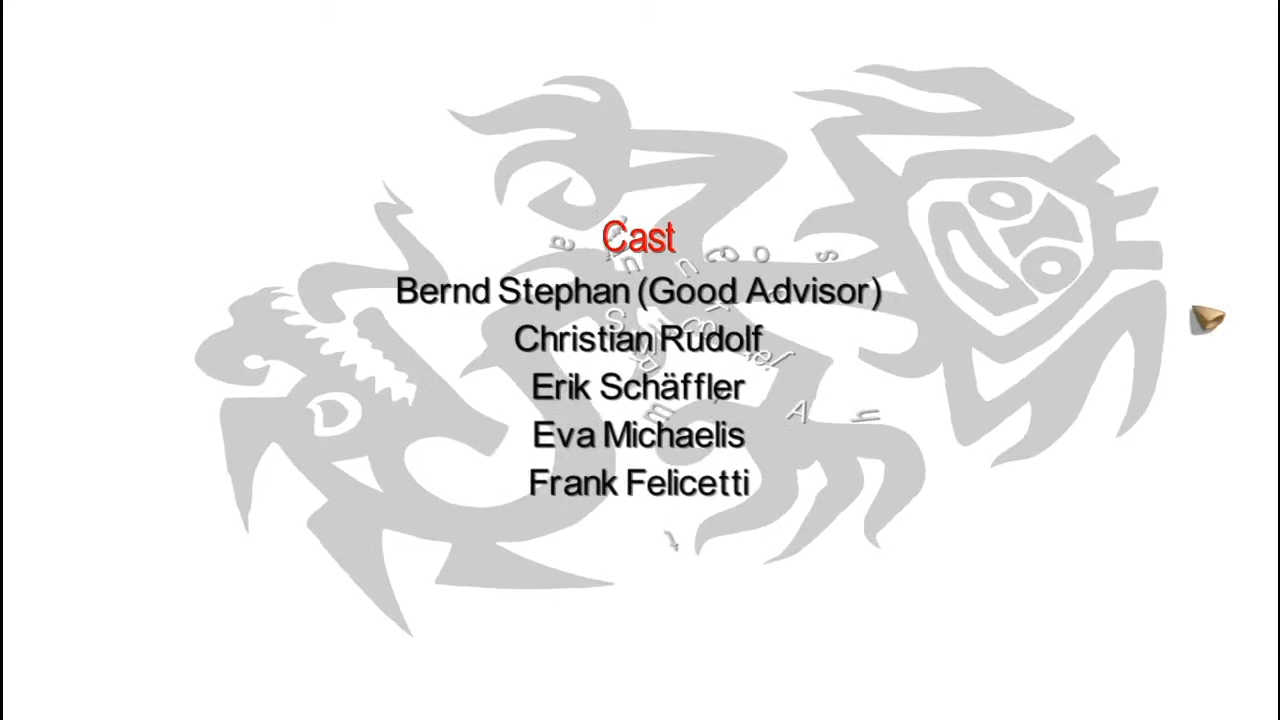 Cast
Bernd Stephan (Good Advisor)
Christian Rudolf
Erik Schäffler
Eva Michaelis
Frank Felicetti